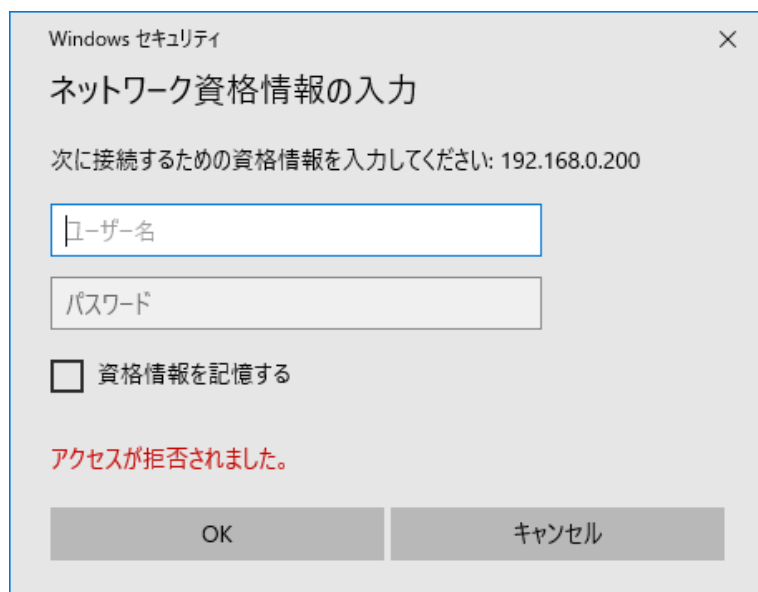 Windows セキュリティ
ネットワーク資格情報の入力
次に接続するための資格情報を入力してください: 192.168.0.200
ユーザー名
パスワード
資格情報を記憶する
アクセスが拒否されました。
OK
キャンセル